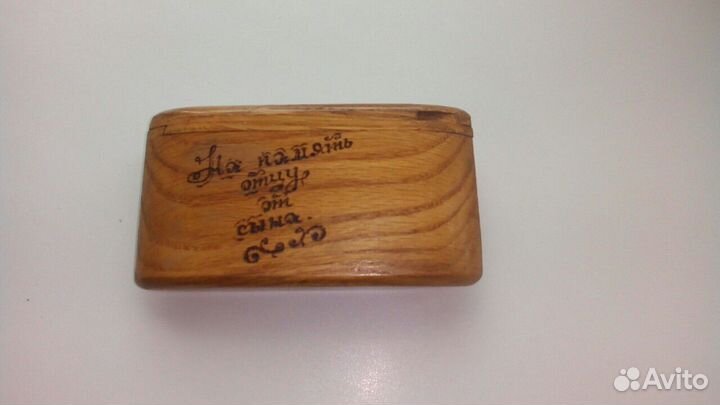 На память
отцу
от
сына.
Avito